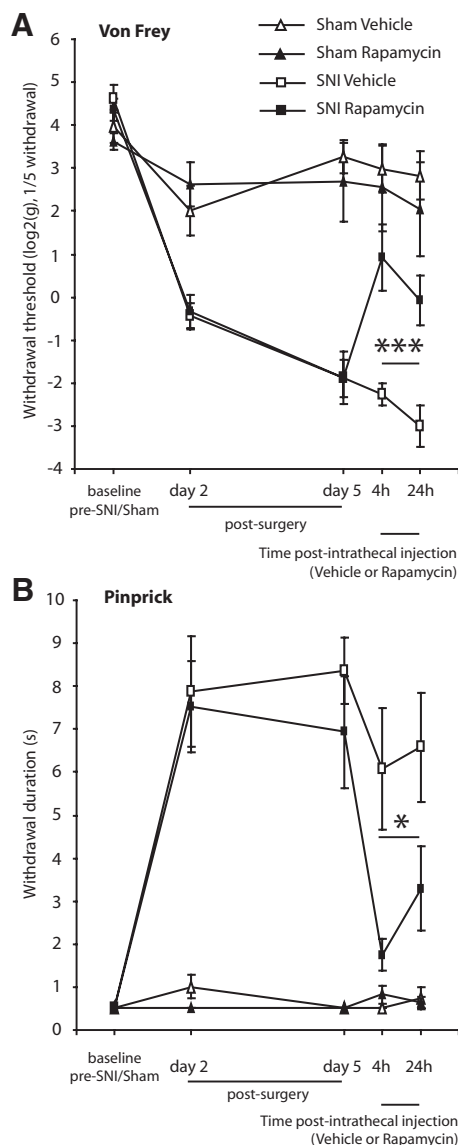 A
Von Frey
Sham Vehicle
Sham Rapamycin
SNI Vehicle
SNI Rapamycin
Withdrawal threshold (log2(g), 1/5 withdrawal)
6
5
4
3
2
1
0
-1
-2
-3
-4
***
baseline
pre-SNI/Sham
day 2
day 5
4h
24h
post-surgery
Time post-intrathecal injection
(Vehicle or Rapamycin)
B
Pinprick
Withdrawal duration (s)
10
9
8
7
6
5
4
3
2
1
0
*
baseline
pre-SNI/Sham
day 2
day 5
4h
24h
post-surgery
Time post-intrathecal injection
(Vehicle or Rapamycin)